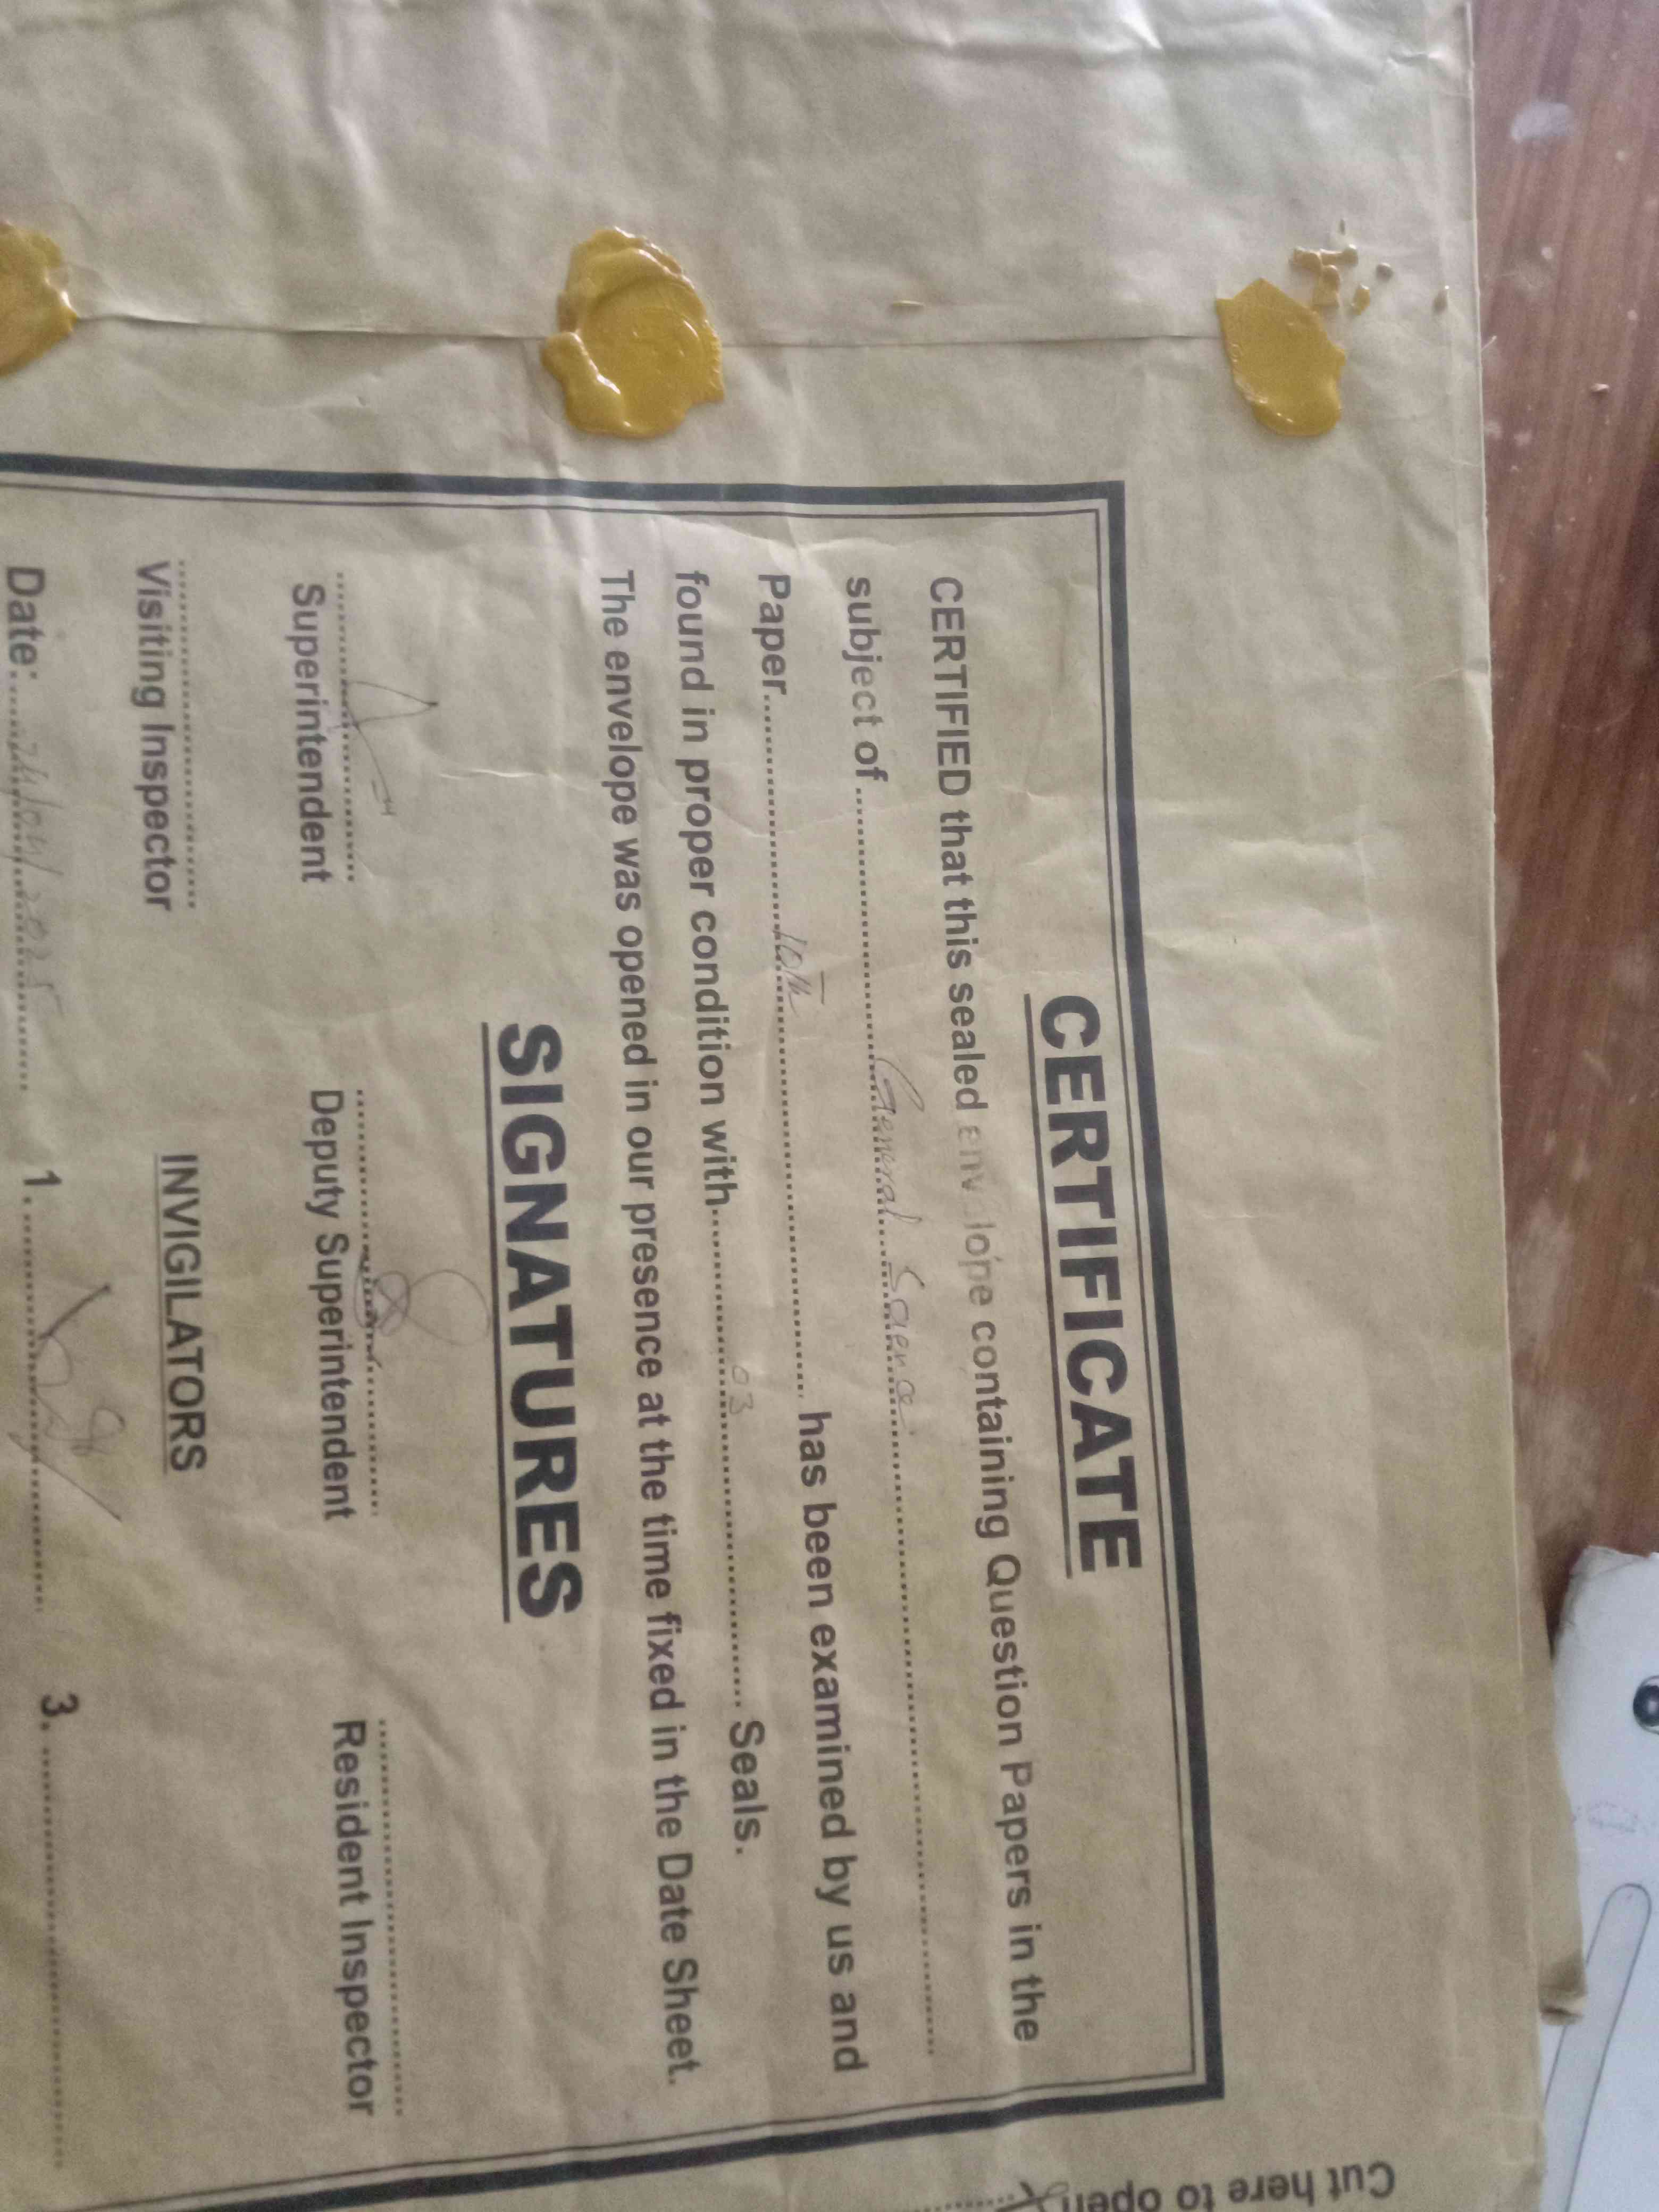 CERTIFICATE
CERTIFIED that this sealed envelope containing Question Papers in the
subject of General Science
Paper 10th has been examined by us and
found in proper condition with 03 Seals.
The envelope was opened in our presence at the time fixed in the Date Sheet.
SIGNATURES
Superintendent Deputy Superintendent Resident Inspector
Visiting Inspector INVIGILATORS
Date: 24/04/2025 1. 3.
Cut here to open